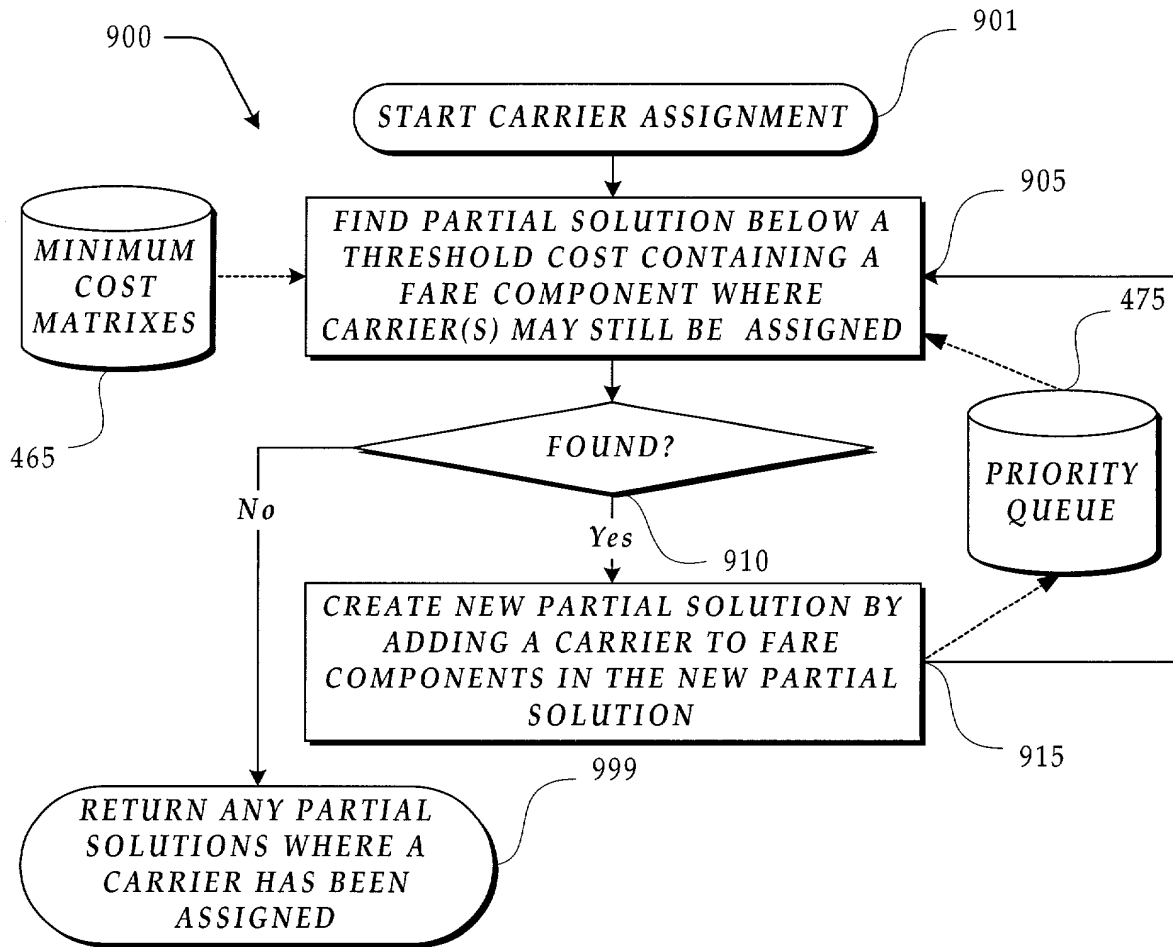 900
901
START CARRIER ASSIGNMENT
905
FIND PARTIAL SOLUTION BELOW A
THRESHOLD COST CONTAINING A
FARE COMPONENT WHERE
CARRIER(S) MAY STILL BE ASSIGNED
MINIMUM
COST
MATRIXES
465
475
FOUND?
PRIORITY
QUEUE
No
Yes
910
CREATE NEW PARTIAL SOLUTION BY
ADDING A CARRIER TO FARE
COMPONENTS IN THE NEW PARTIAL
SOLUTION
915
999
RETURN ANY PARTIAL
SOLUTIONS WHERE A
CARRIER HAS BEEN
ASSIGNED